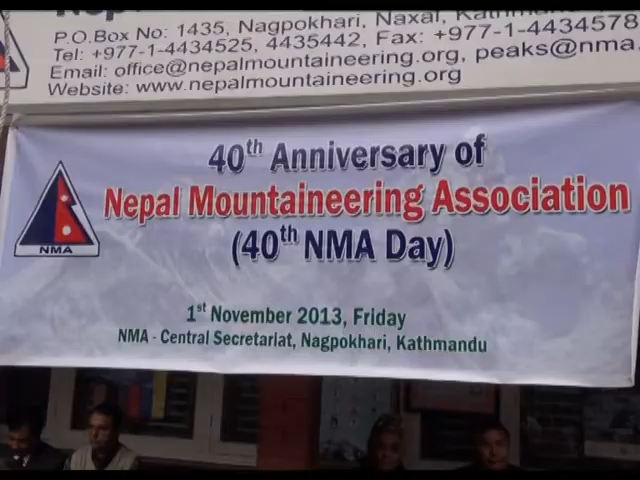 P.O.Box No: 1435, Nagpokhari, Naxal,
Tel: +977-1-4434525, 4435442, Fax: +977-1-4434578
Email: office@nepalmountaineering.org, peaks@nma.
Website: www.nepalmountaineering.org
40th Anniversary of
Nepal Mountaineering Association
(40th NMA Day)
NMA
1st November 2013, Friday
NMA - Central Secretariat, Nagpokhari, Kathmandu